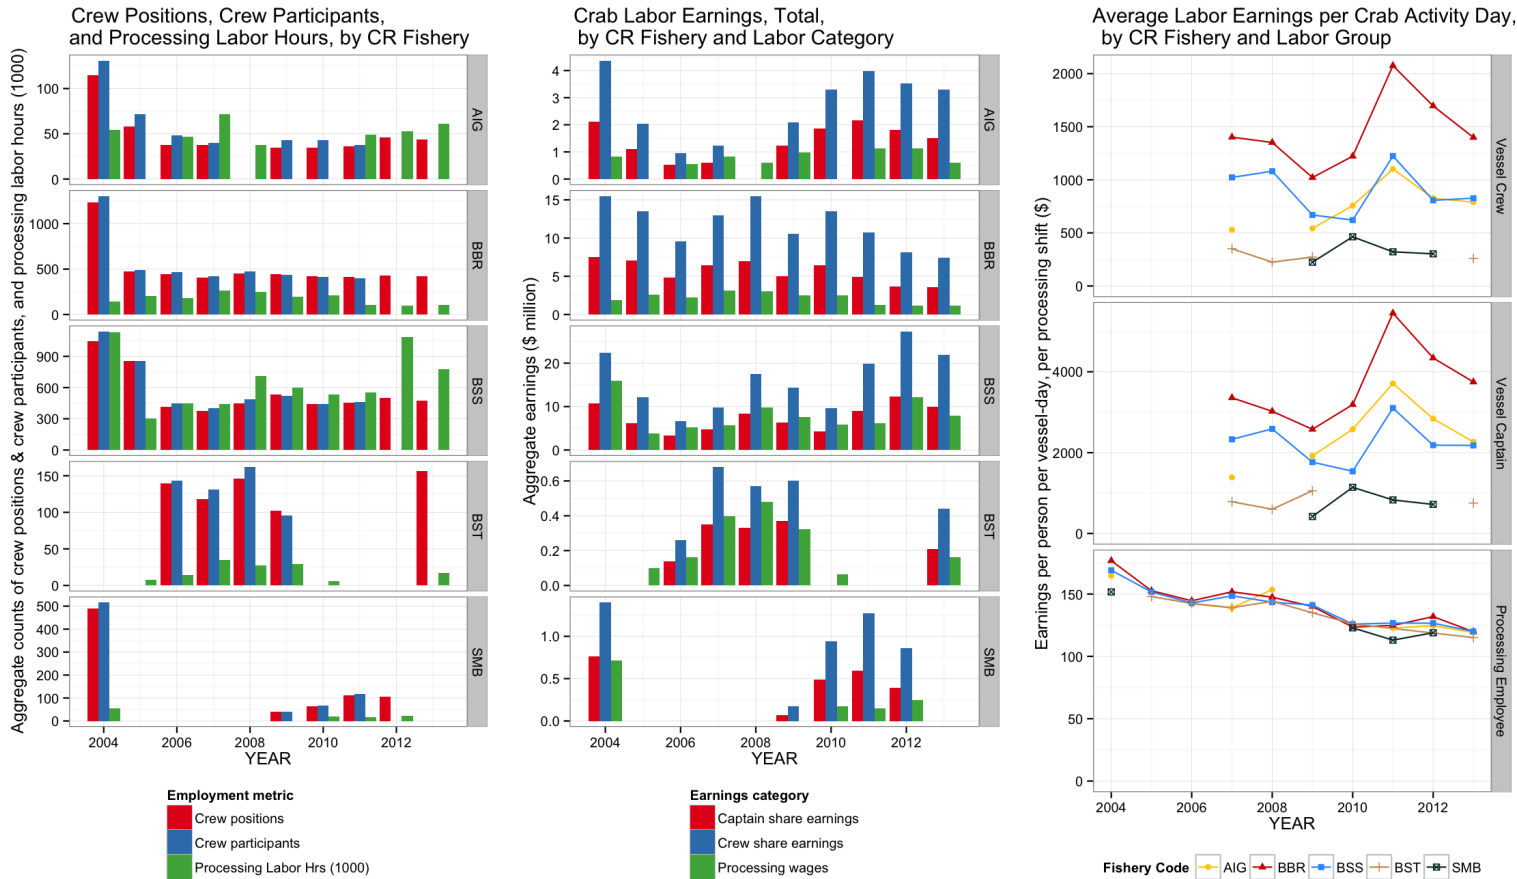 Crew Positions, Crew Participants,
and Processing Labor Hours, by CR Fishery
Aggregate counts of crew positions & crew participants, and processing labor hours (1000)
100
50
0
AIG
1000
500
0
BBR
900
600
300
0
BSS
150
100
50
0
BST
500
400
300
200
100
0
SMB
2004
2006
2008
2010
2012
YEAR
Employment metric
Crew positions
Crew participants
Processing Labor Hrs (1000)
Crab Labor Earnings, Total,
by CR Fishery and Labor Category
Aggregate earnings ($ million)
4
3
2
1
0
AIG
15
10
5
0
BBR
20
10
0
BSS
0.6
0.4
0.2
0.0
BST
1.0
0.5
0.0
SMB
2004
2006
2008
2010
2012
YEAR
Earnings category
Captain share earnings
Crew share earnings
Processing wages
Average Labor Earnings per Crab Activity Day,
by CR Fishery and Labor Group
Earnings per person per vessel-day, per processing shift ($)
2000
1500
1000
500
0
Vessel Crew
4000
2000
0
Vessel Captain
150
100
50
0
Processing Employee
2004
2006
2008
2010
2012
YEAR
Fishery Code AIG BBR BSS BST SMB